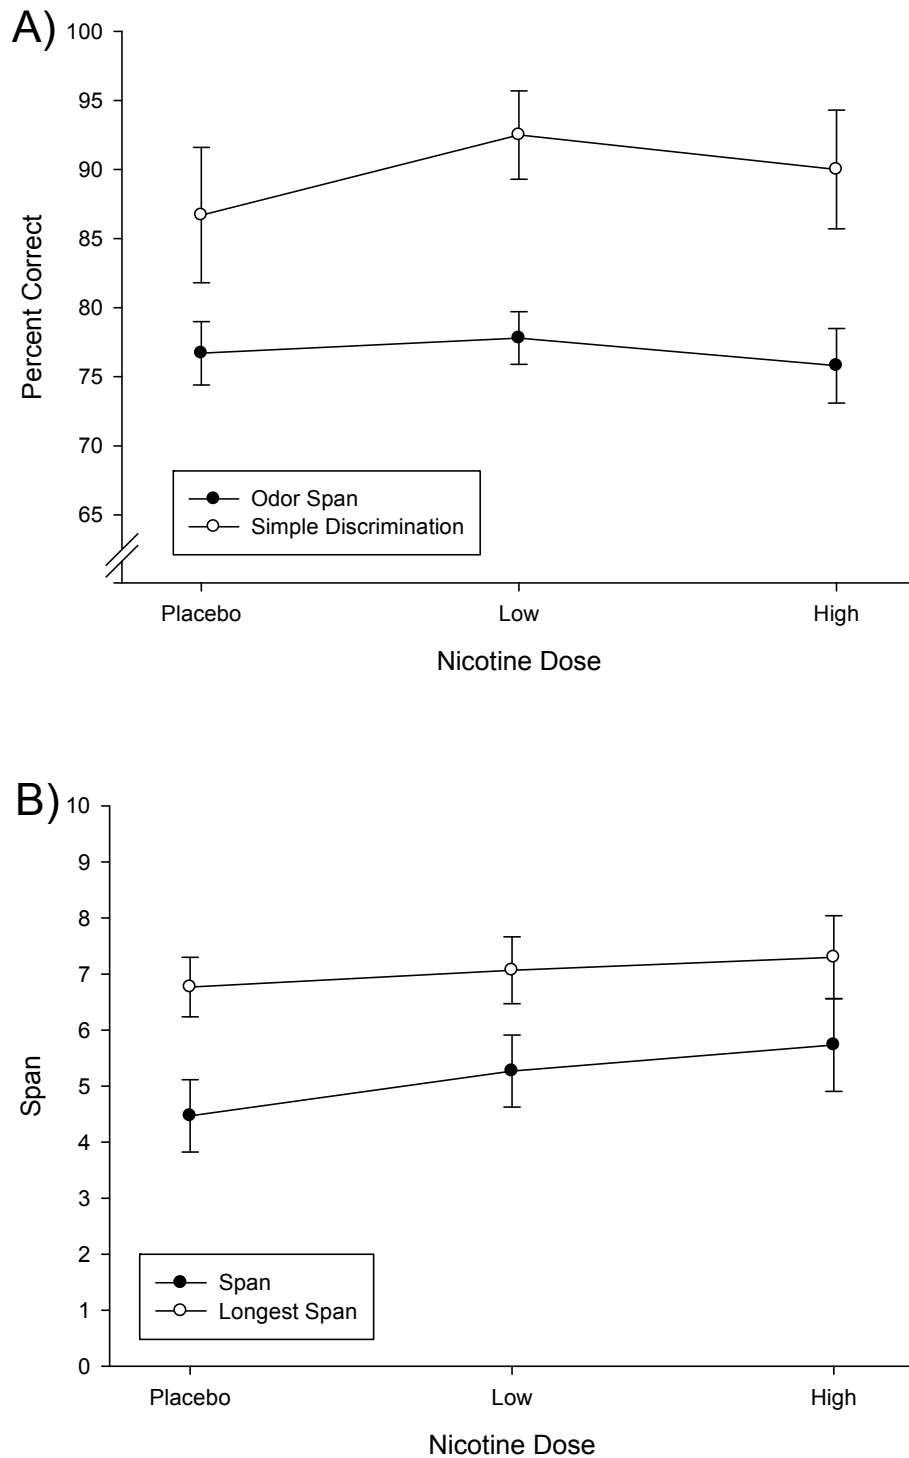 A)
100
95
90
85
80
75
70
65
Percent Correct
Odor Span
Simple Discrimination
Placebo Low High
Nicotine Dose
B)
10
9
8
7
6
5
4
3
2
1
0
Span
Span
Longest Span
Placebo Low High
Nicotine Dose